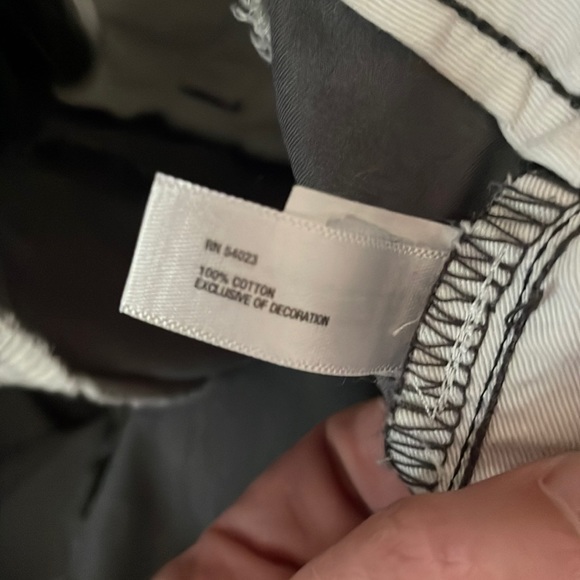 RN 54023
100% COTTON
EXCLUSIVE OF DECORATION